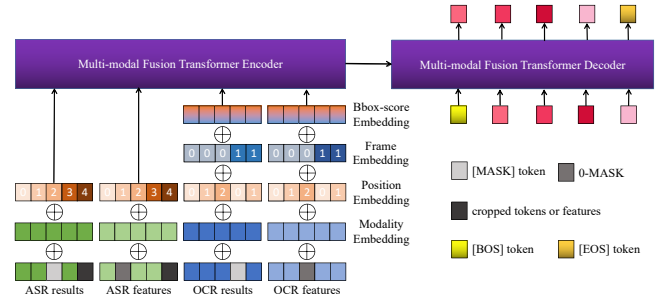 Multi-modal Fusion Transformer Encoder
Multi-modal Fusion Transformer Decoder
Bbox-score
Embedding
0 0 0 1 1
0 0 0 1 1
Frame
Embedding
0 1 2 3 4
0 1 2 3 4
0 1 2 0 1
0 1 2 0 1
Position
Embedding
Modality
Embedding
ASR results
ASR features
OCR results
OCR features
[MASK] token
0-MASK
cropped tokens or features
[BOS] token
[EOS] token